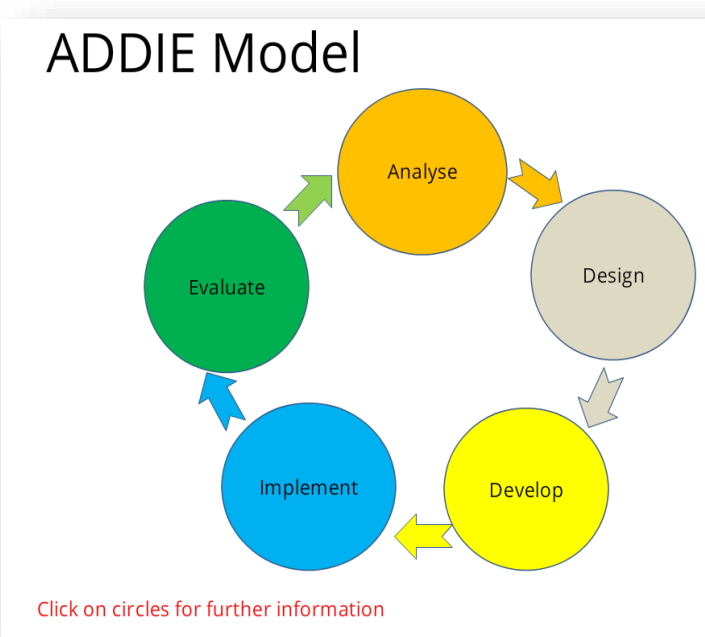 ADDIE Model
Analyse
Design
Develop
Implement
Evaluate
Click on circles for further information